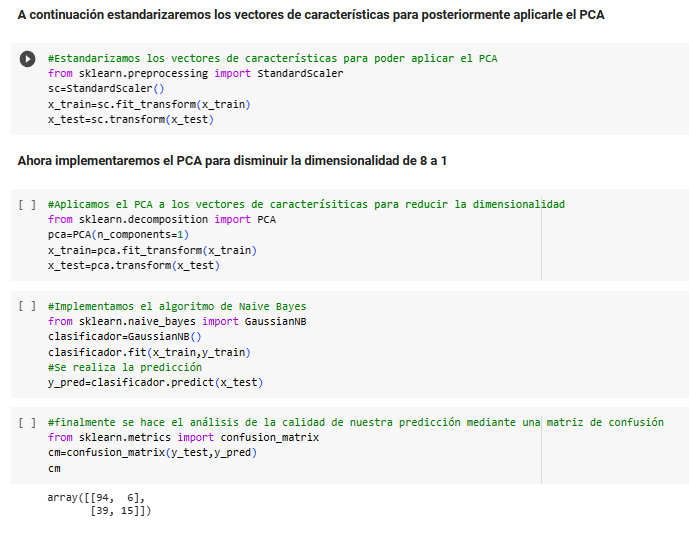 A continuación estandarizaremos los vectores de características para posteriormente aplicarle el PCA
#Estandarizamos los vectores de características para poder aplicar el PCA
from sklearn.preprocessing import StandardScaler
sc=StandardScaler()
x_train=sc.fit_transform(x_train)
x_test=sc.transform(x_test)
Ahora implementaremos el PCA para disminuir la dimensionalidad de 8 a 1
[ ] #Aplicamos el PCA a los vectores de caracterísiticas para reducir la dimensionalidad
from sklearn.decomposition import PCA
pca=PCA(n_components=1)
x_train=pca.fit_transform(x_train)
x_test=pca.transform(x_test)
[ ] #Implementamos el algoritmo de Naive Bayes
from sklearn.naive_bayes import GaussianNB
clasificador=GaussianNB()
clasificador.fit(x_train,y_train)
#Se realiza la predicción
y_pred=clasificador.predict(x_test)
[ ] #finalmente se hace el análisis de la calidad de nuestra predicción mediante una matriz de confusión
from sklearn.metrics import confusion_matrix
cm=confusion_matrix(y_test,y_pred)
cm
array([[94, 6],
[39, 15]])